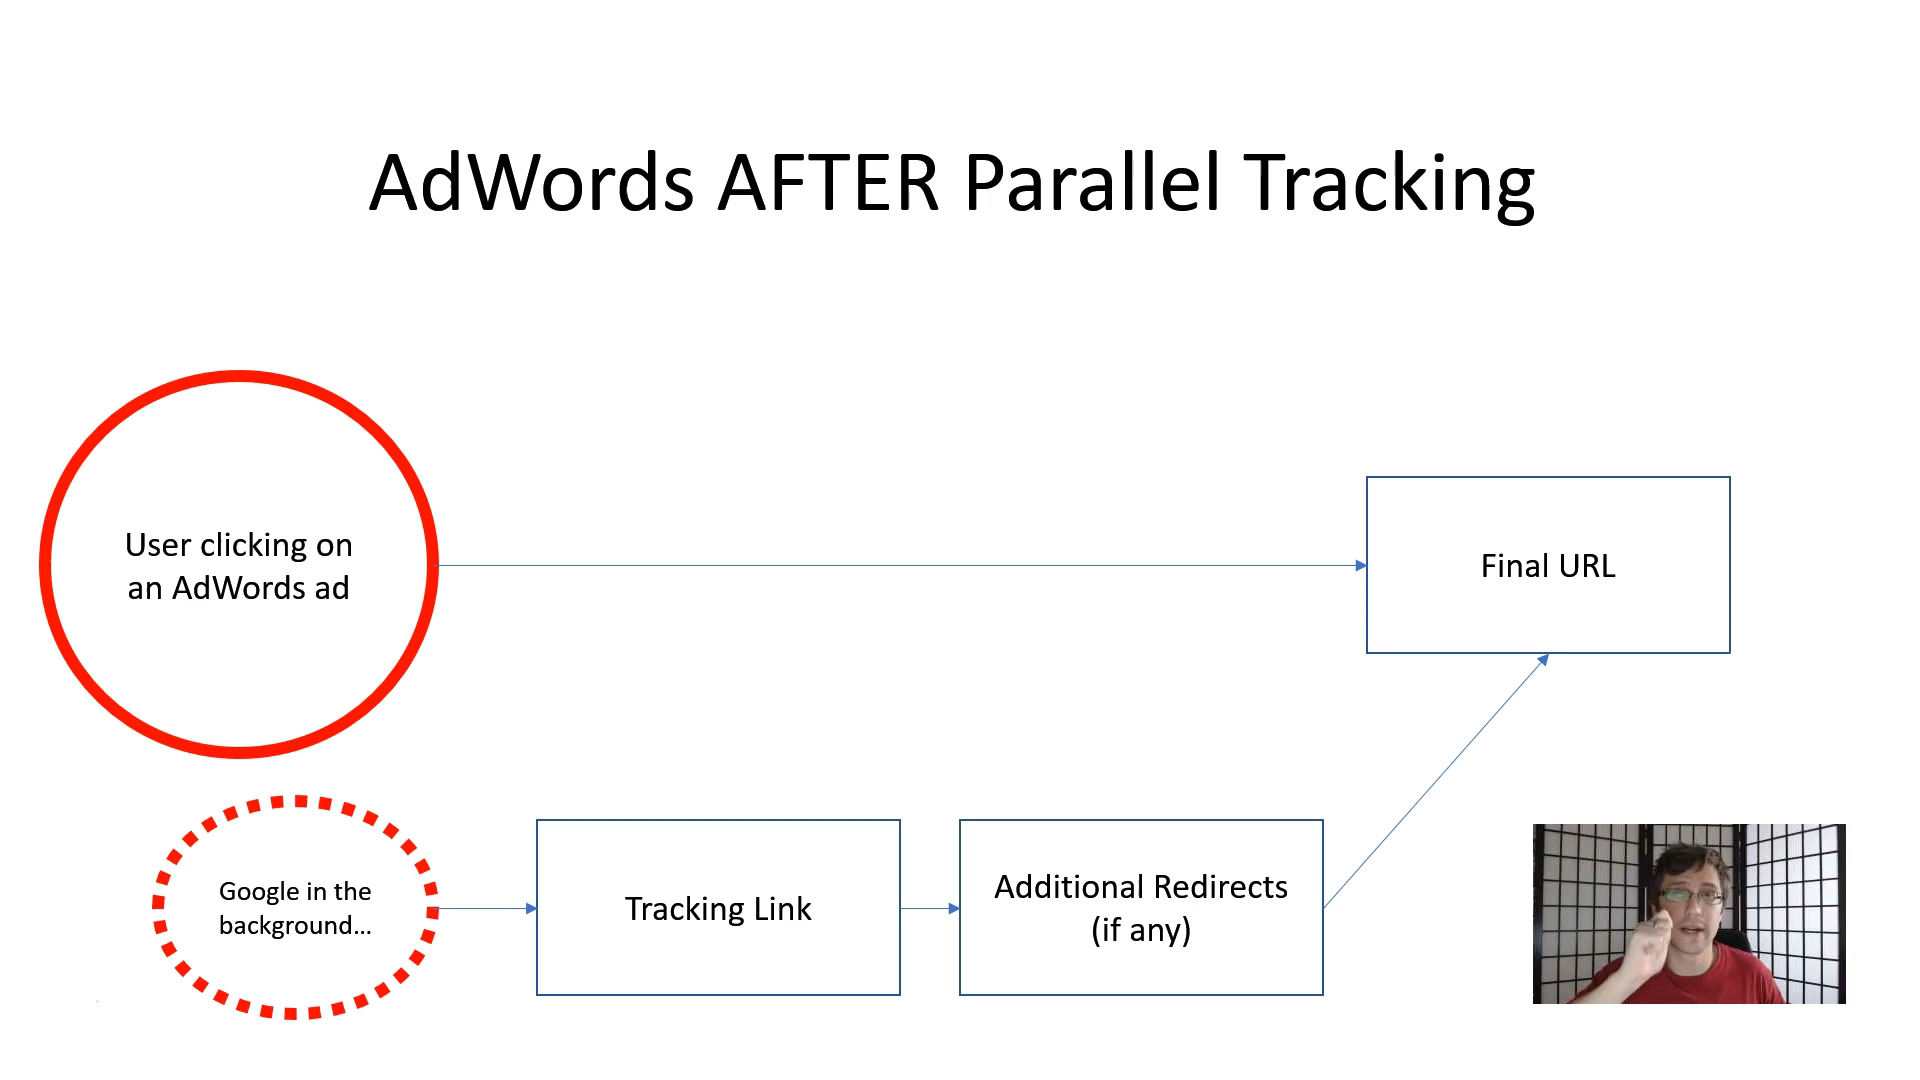 AdWords AFTER Parallel Tracking
User clicking on
an AdWords ad
Final URL
Google in the
background...
Tracking Link
Additional Redirects
(if any)